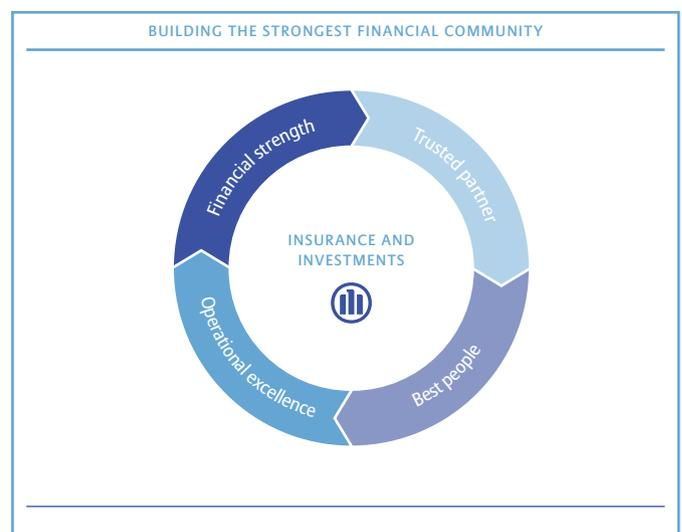 BUILDING THE STRONGEST FINANCIAL COMMUNITY
Financial strength
Trusted partner
INSURANCE AND
INVESTMENTS
Operational excellence
Best people